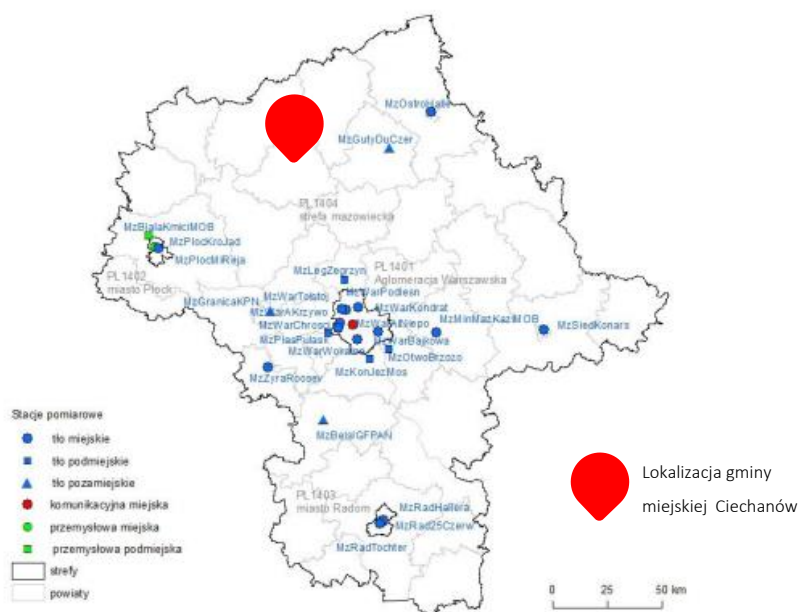 MzOstroHalle
MzGutyDuCzer
PL1404
strefa mazowiecka
MzBialaKmiciMOB
MzPlocKroJad
MzPlocMiReja
PL1402
miasto Płock
MzLegZegrzyn
PL1401
Aglomeracja Warszawska
MzGranicaKPN
MzWarTolstoj
MzWarPodlesn
MzWarAKrzywo
MzWarKondrat
MzWarChrosci
MzWarAlNiepo
MzMinMazKaziMOB
MzSiedKonars
MzPiasPulask
MzWarBajkowa
MzWarWokalna
MzOtwoBrzozo
MzKonJezMos
MzZyraRoosev
MzBelsIGFPAN
PL1403
miasto Radom
MzRadHallera
MzRad25Czerw
MzRadTochter
Stacje pomiarowe
tło miejskie
tło podmiejskie
tło pozamiejskie
komunikacyjna miejska
przemysłowa miejska
przemysłowa podmiejska
strefy
powiaty
Lokalizacja gminy
miejskiej Ciechanów
0 25 50 km